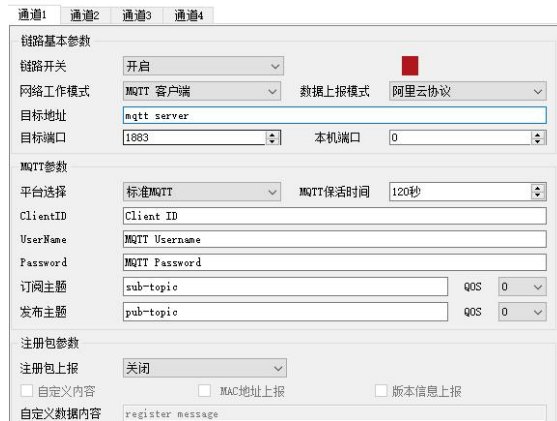 通道1 通道2 通道3 通道4
链路基本参数
链路开关 开启
网络工作模式 MQTT 客户端 数据上报模式 阿里云协议
目标地址 mqtt server
目标端口 1883 本机端口 0
MQTT参数
平台选择 标准MQTT MQTT保活时间 120秒
ClientID Client ID
UserName MQTT Username
Password MQTT Password
订阅主题 sub-topic QOS 0
发布主题 pub-topic QOS 0
注册包参数
注册包上报 关闭
自定义内容 MAC地址上报 版本信息上报
自定义数据内容 register message